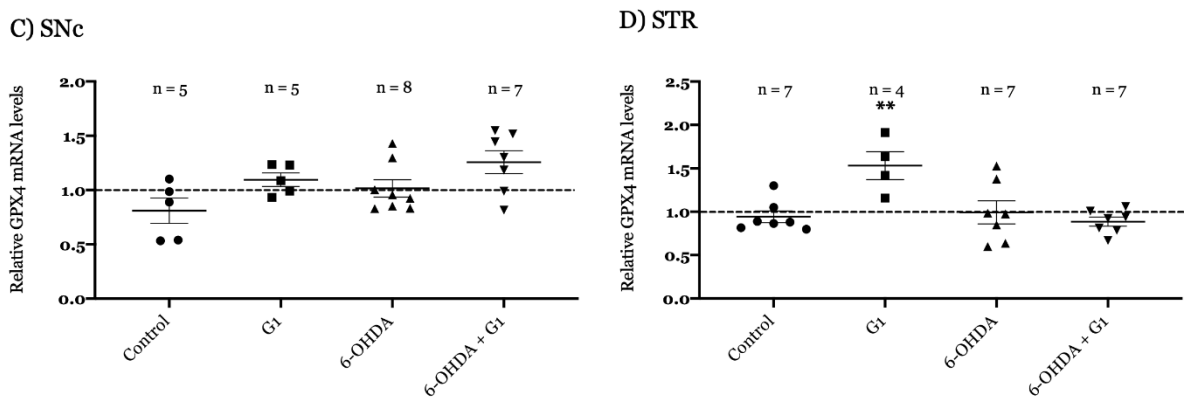 C) SNc
Relative GPX4 mRNA levels
2.0
1.5
1.0
0.5
0.0
n = 5
n = 5
n = 8
n = 7
Control
G1
6-OHDA
6-OHDA + G1
D) STR
Relative GPX4 mRNA levels
2.5
2.0
1.5
1.0
0.5
0.0
n = 7
n = 4
n = 7
n = 7
**
Control
G1
6-OHDA
6-OHDA + G1